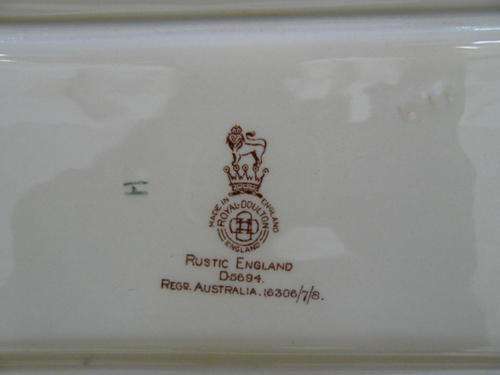 MADE IN ENGLAND
ROYAL·DOULTON
ENGLAND
RUSTIC ENGLAND
D5694.
REGR. AUSTRALIA. 16306/7/8.